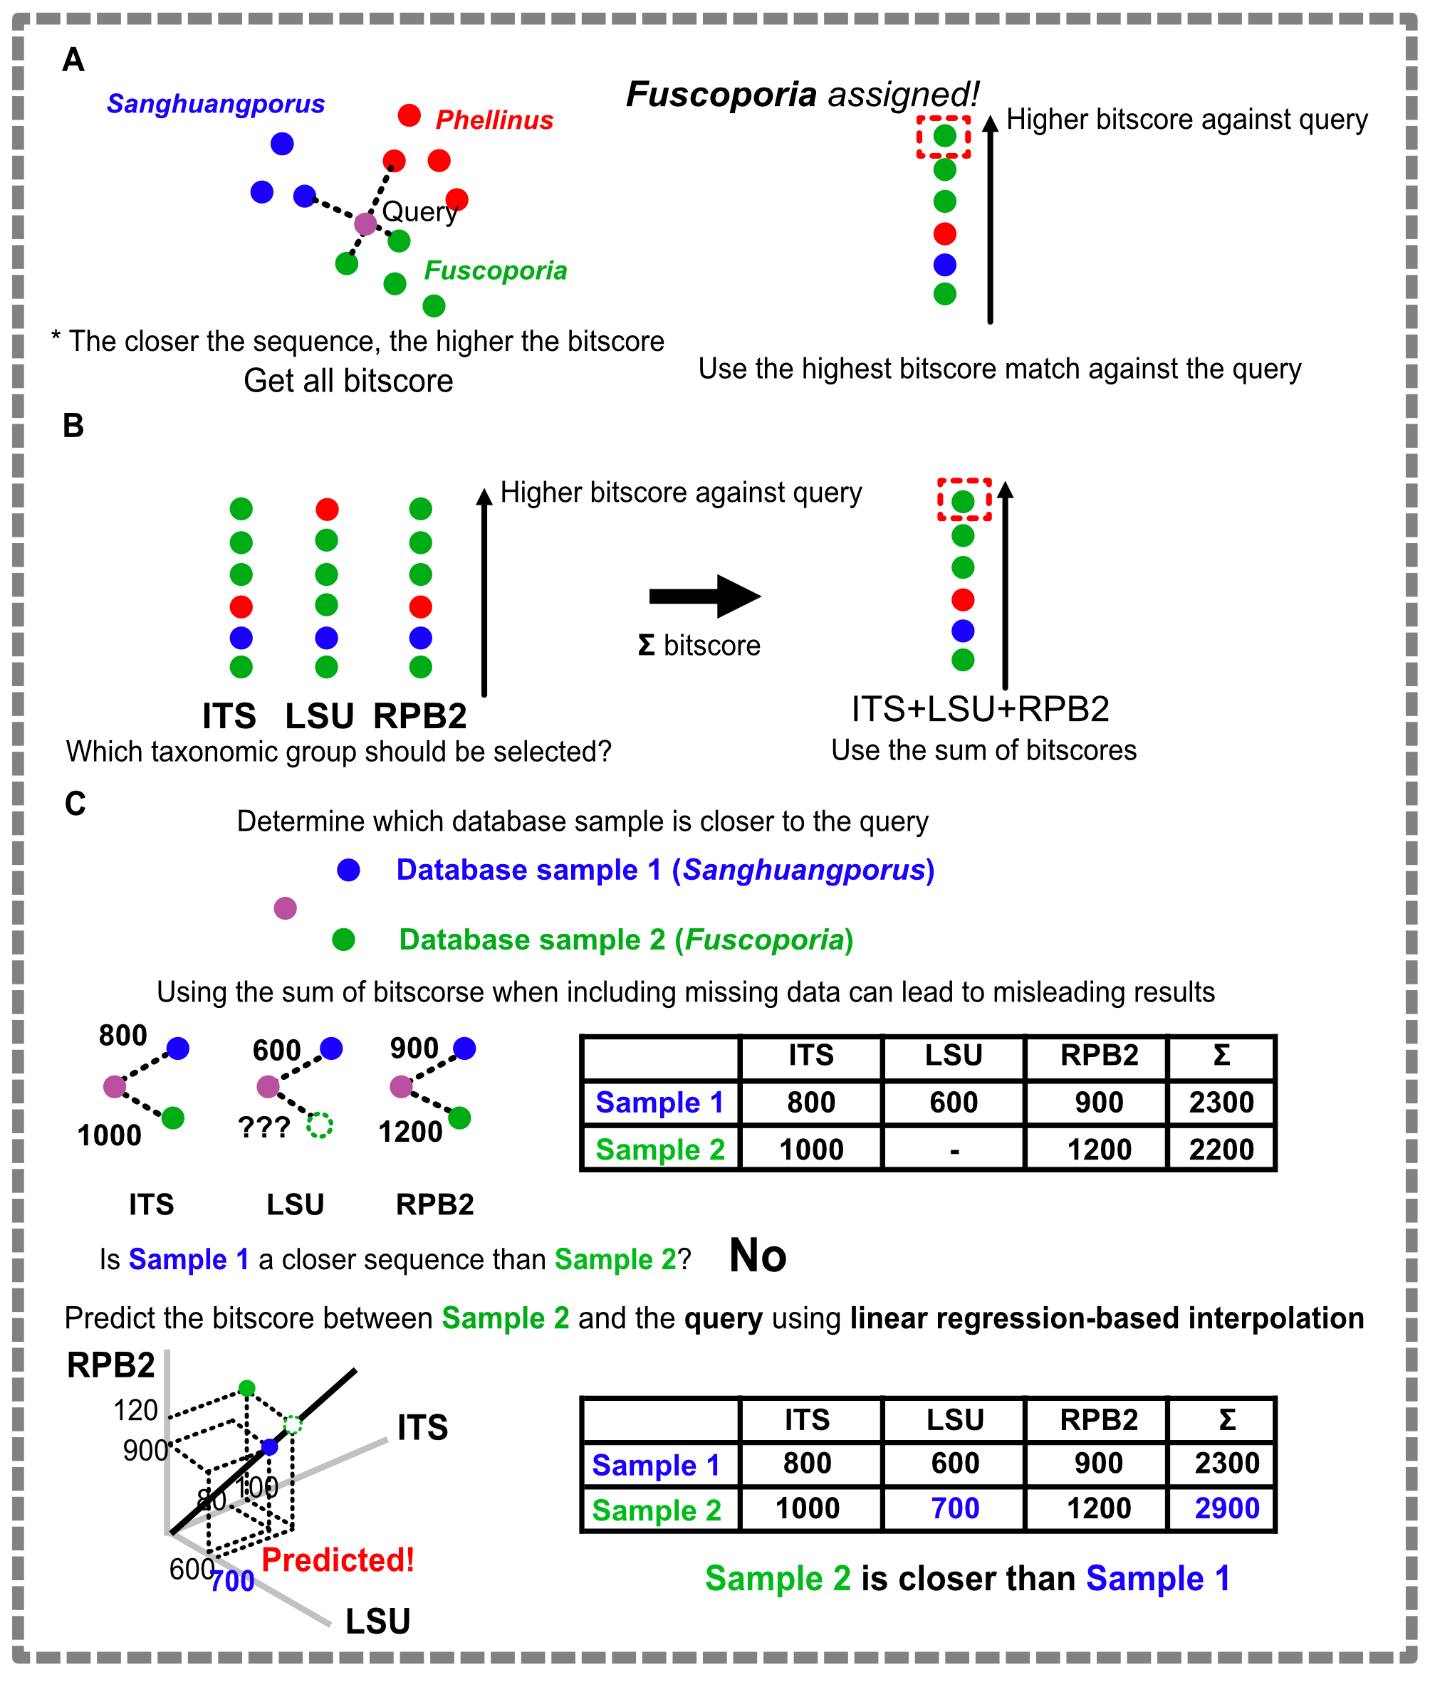 A
Sanghuangporus
Phellinus
Query
Fuscoporia
* The closer the sequence, the higher the bitscore
Get all bitscore
Fuscoporia assigned!
Higher bitscore against query
Use the highest bitscore match against the query
B
Higher bitscore against query
ITS LSU RPB2
Which taxonomic group should be selected?
Σ bitscore
ITS+LSU+RPB2
Use the sum of bitscores
C
Determine which database sample is closer to the query
Database sample 1 (Sanghuangporus)
Database sample 2 (Fuscoporia)
Using the sum of bitscorse when including missing data can lead to misleading results
800 600 900
1000 ??? 1200
ITS LSU RPB2
ITS LSU RPB2 Σ
Sample 1 800 600 900 2300
Sample 2 1000 - 1200 2200
Is Sample 1 a closer sequence than Sample 2? No
Predict the bitscore between Sample 2 and the query using linear regression-based interpolation
RPB2
120
900
ITS
80 100
600
700
Predicted!
LSU
ITS LSU RPB2 Σ
Sample 1 800 600 900 2300
Sample 2 1000 700 1200 2900
Sample 2 is closer than Sample 1